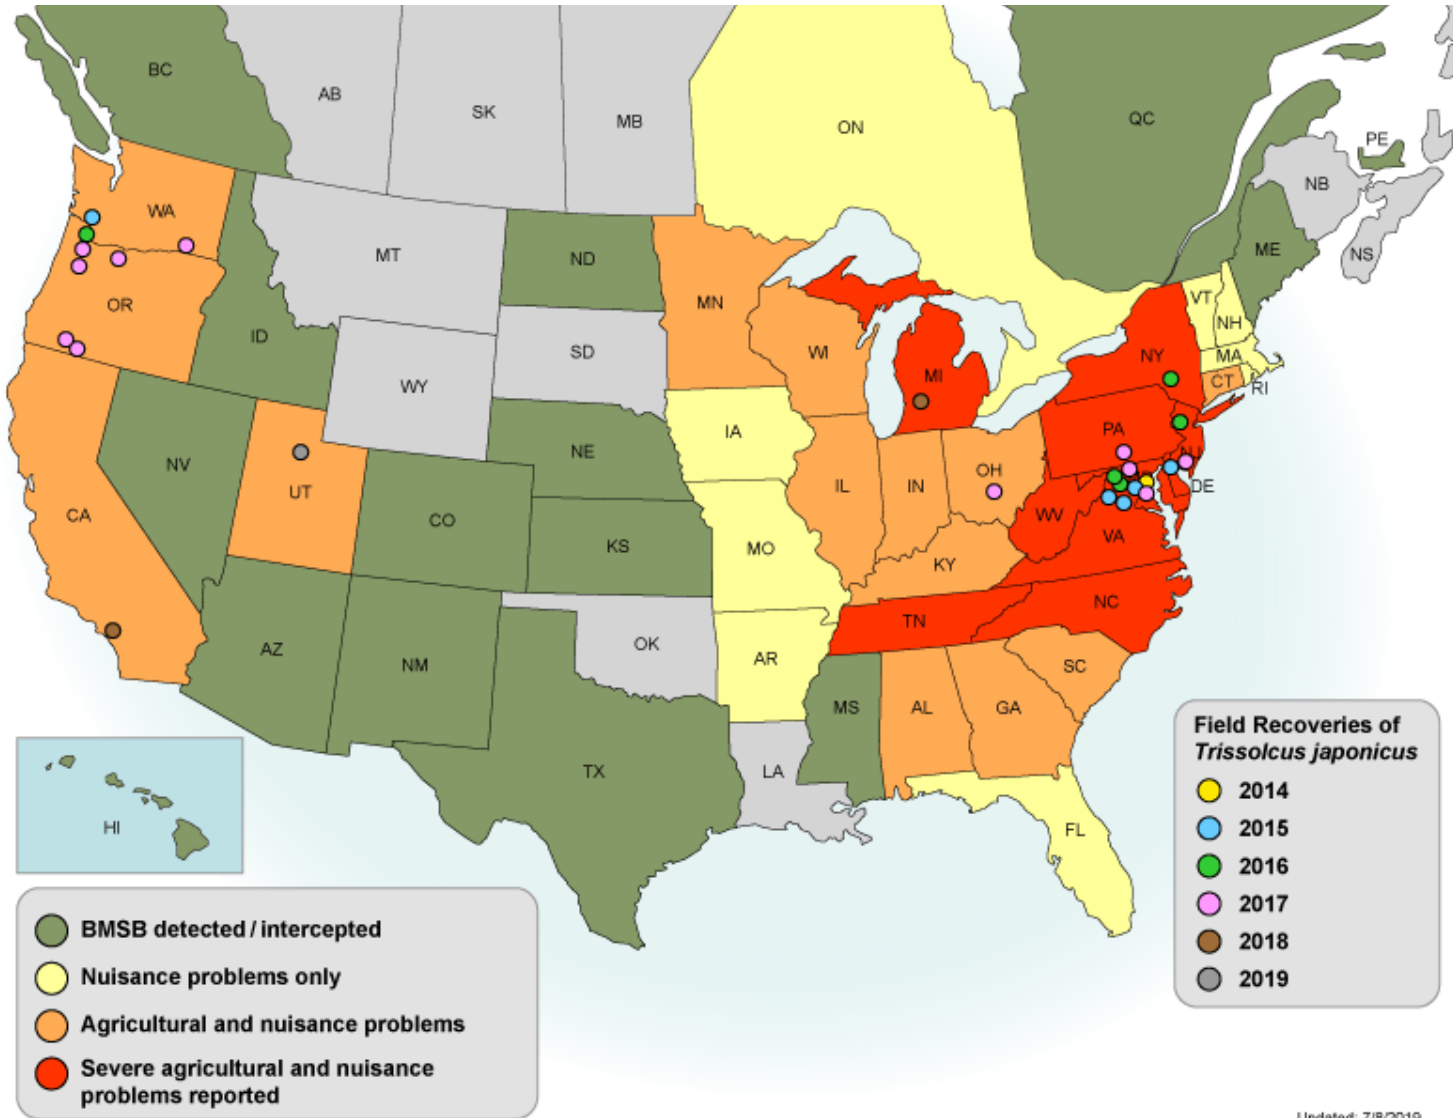 BC
AB
SK
MB
ON
QC
PE
NB
NS
ME
WA
MT
ND
MN
VT
NH
OR
ID
SD
WI
MI
NY
MA
CT
RI
WY
IA
PA
NJ
NV
UT
NE
IL
IN
OH
DE
CA
CO
KS
MO
WV
VA
KY
NC
TN
AZ
NM
OK
AR
SC
MS
AL
GA
TX
LA
FL
HI
Field Recoveries of
Trissolcus japonicus
2014
2015
2016
2017
2018
2019
BMSB detected / intercepted
Nuisance problems only
Agricultural and nuisance problems
Severe agricultural and nuisance
problems reported
Updated: 7/8/2019